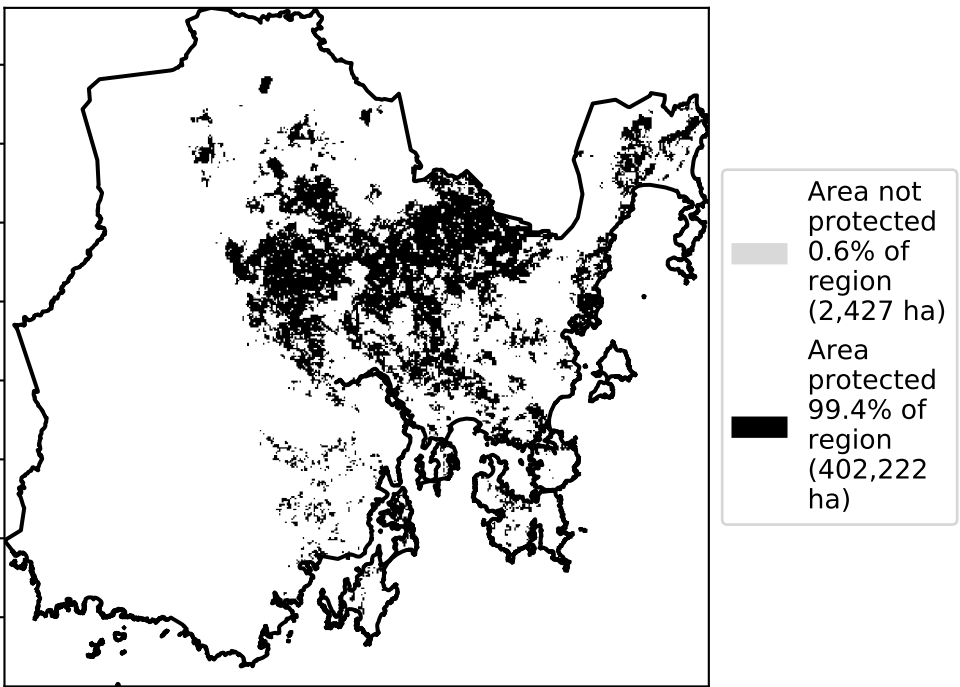 Area not
protected
0.6% of
region
(2,427 ha)
Area
protected
99.4% of
region
(402,222
ha)